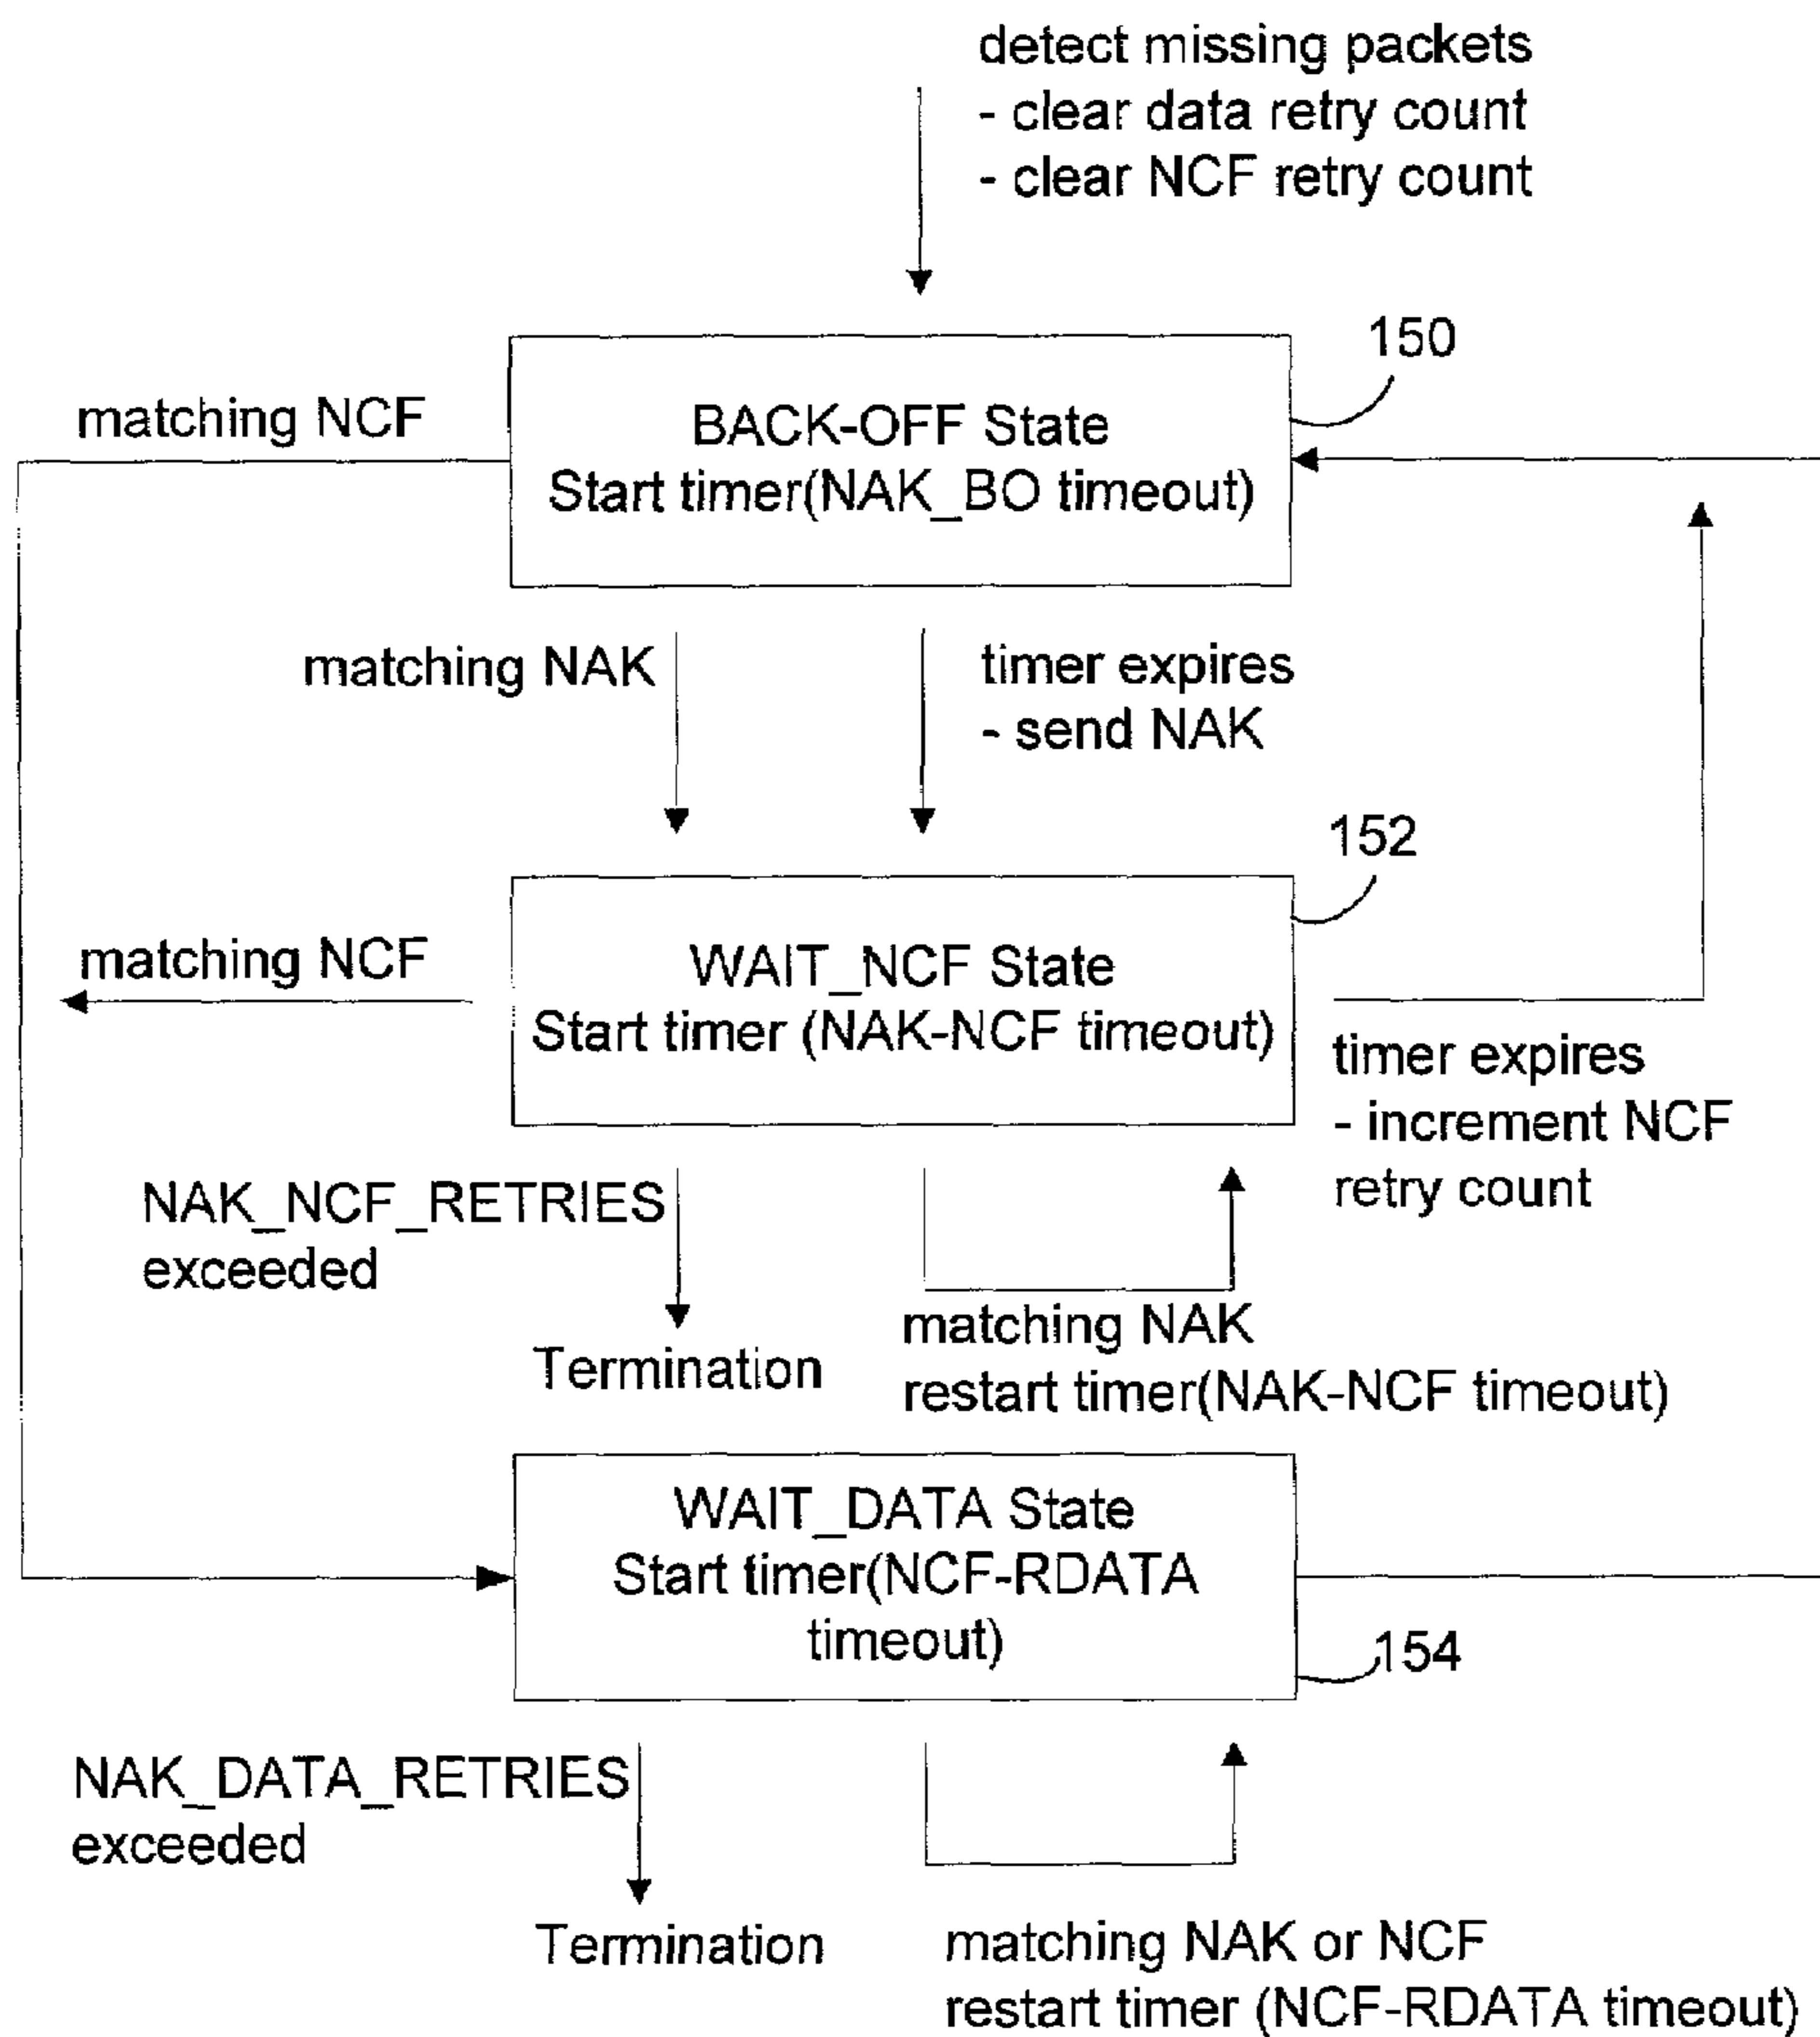 detect missing packets
- clear data retry count
- clear NCF retry count
150
matching NCF
BACK-OFF State
Start timer(NAK_BO timeout)
matching NAK
timer expires
- send NAK
152
matching NCF
WAIT_NCF State
Start timer (NAK-NCF timeout)
timer expires
- increment NCF
retry count
NAK_NCF_RETRIES
exceeded
Termination
matching NAK
restart timer(NAK-NCF timeout)
WAIT_DATA State
Start timer(NCF-RDATA
timeout)
154
NAK_DATA_RETRIES
exceeded
Termination
matching NAK or NCF
restart timer (NCF-RDATA timeout)